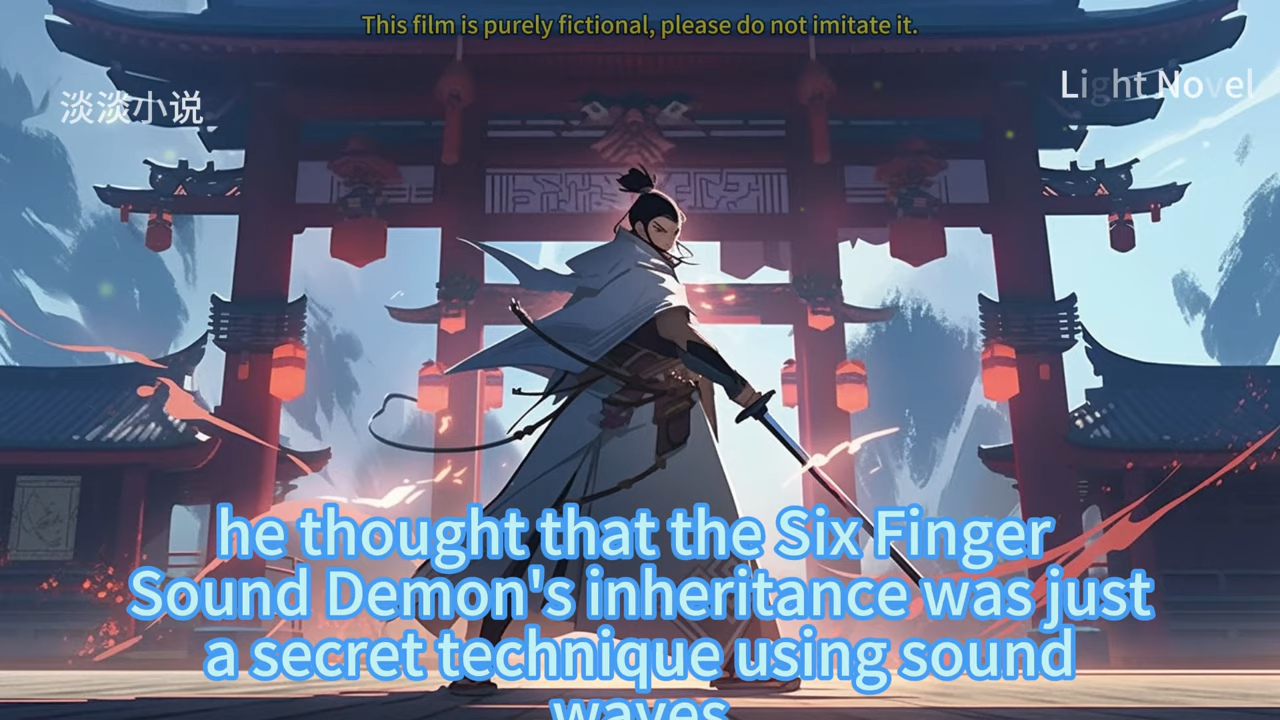 This film is purely fictional, please do not imitate it.
淡淡小说
Light Novel
he thought that the Six Finger
Sound Demon's inheritance was just
a secret technique using sound
waves